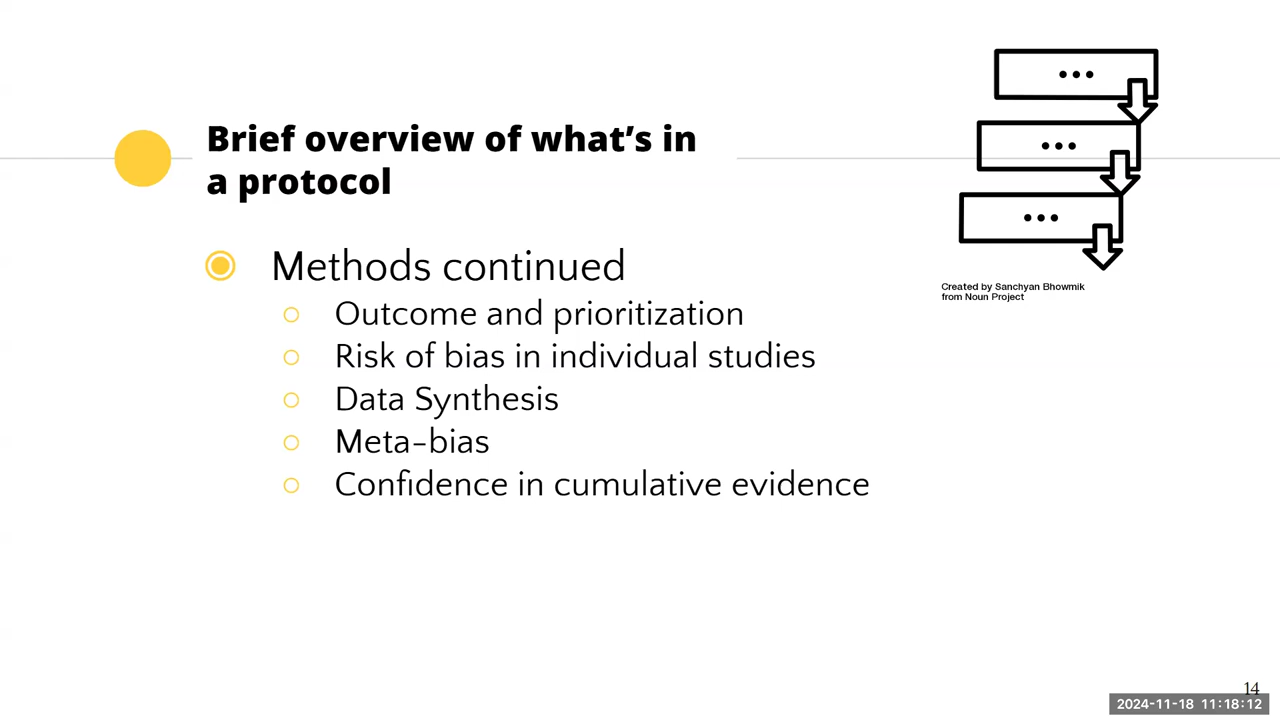 Brief overview of what's in
a protocol
Methods continued
Outcome and prioritization
Risk of bias in individual studies
Data Synthesis
Meta-bias
Confidence in cumulative evidence
Created by Sanchyan Bhowmik
from Noun Project
14
2024-11-18 11:18:12